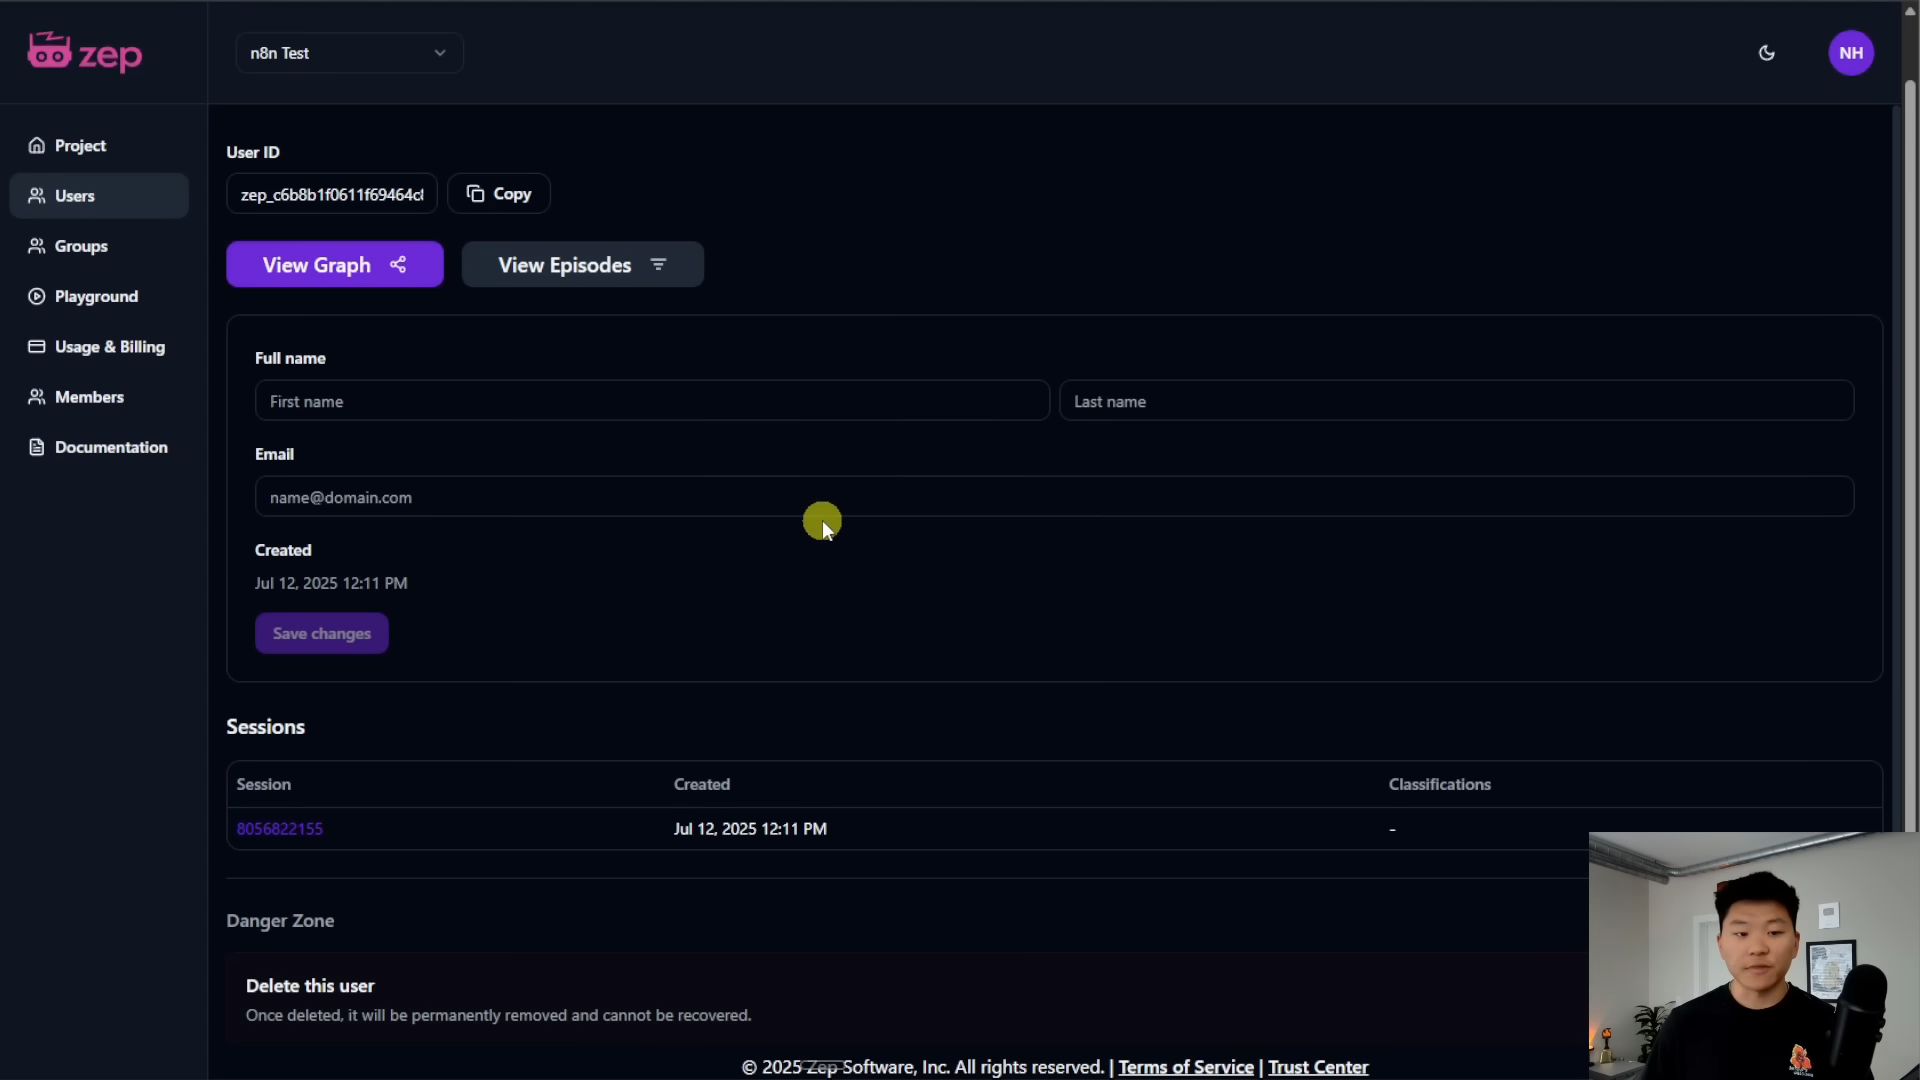 zep
n8n Test
NH
Project
Users
Groups
Playground
Usage & Billing
Members
Documentation
User ID
zep_c6b8b1f0611f69464c
Copy
View Graph
View Episodes
Full name
First name
Last name
Email
name@domain.com
Created
Jul 12, 2025 12:11 PM
Save changes
Sessions
Session Created Classifications
8056822155 Jul 12, 2025 12:11 PM -
Danger Zone
Delete this user
Once deleted, it will be permanently removed and cannot be recovered.
© 2025 Zep Software, Inc. All rights reserved. | Terms of Service | Trust Center